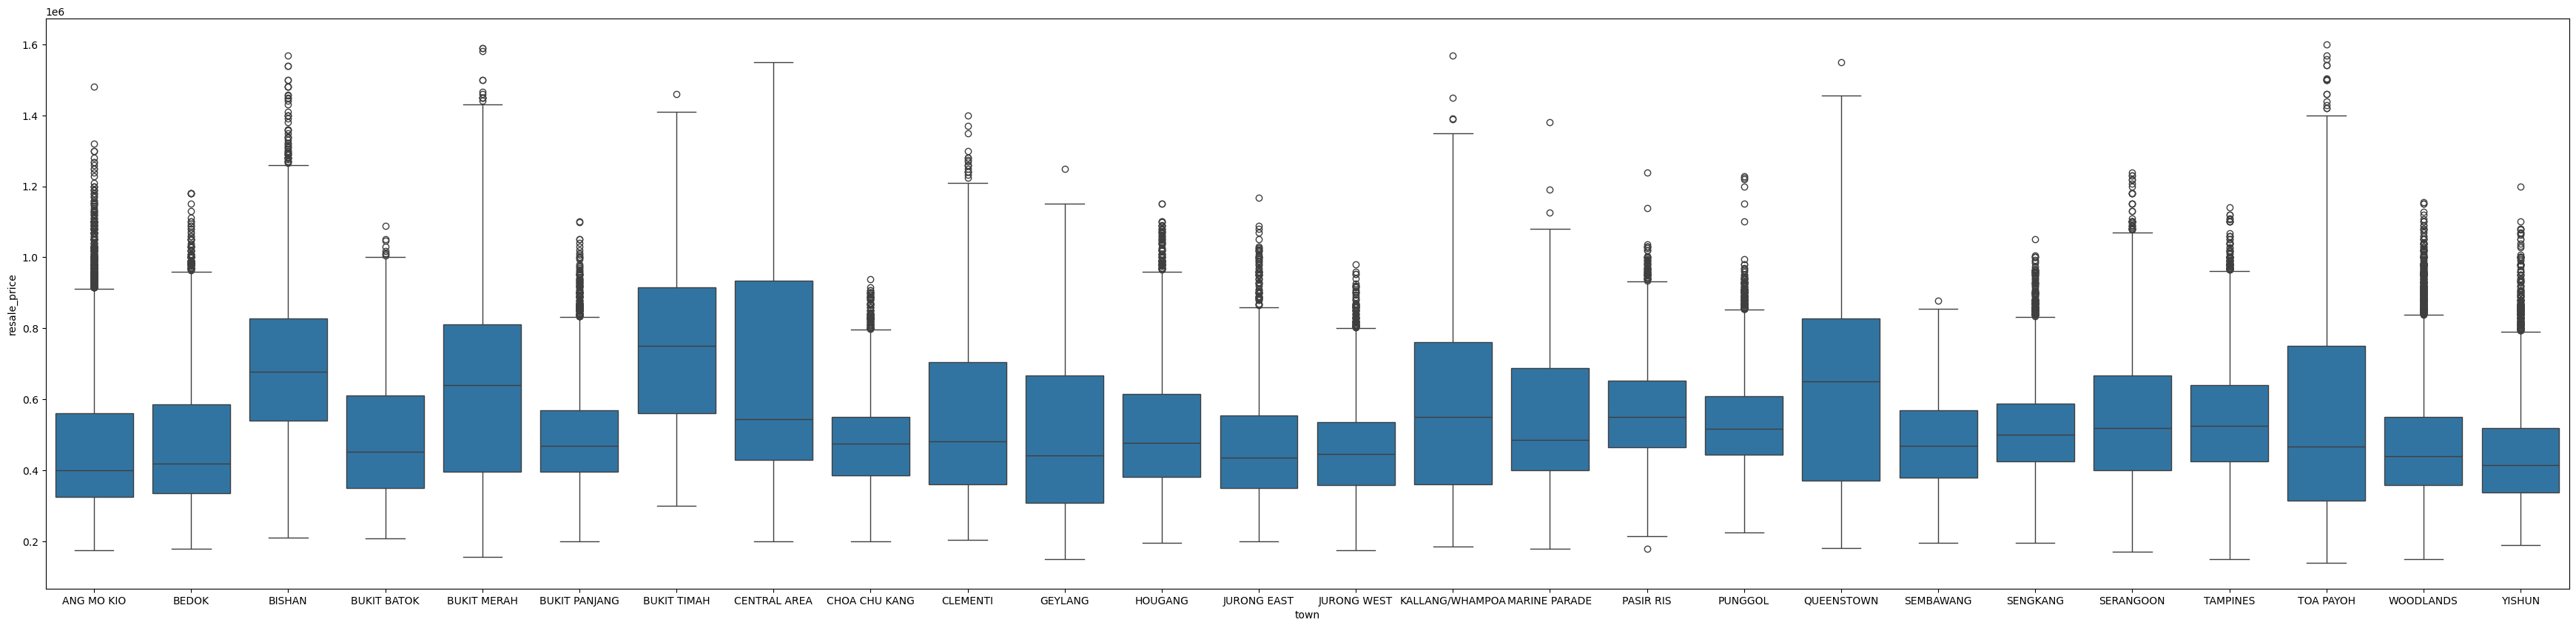 1e6
1.6
1.4
1.2
1.0
0.8
0.6
0.4
0.2
resale_price
ANG MO KIO BEDOK BISHAN BUKIT BATOK BUKIT MERAH BUKIT PANJANG BUKIT TIMAH CENTRAL AREA CHOA CHU KANG CLEMENTI GEYLANG HOUGANG JURONG EAST JURONG WEST KALLANG/WHAMPOA MARINE PARADE PASIR RIS PUNGGOL QUEENSTOWN SEMBAWANG SENGKANG SERANGOON TAMPINES TOA PAYOH WOODLANDS YISHUN
town